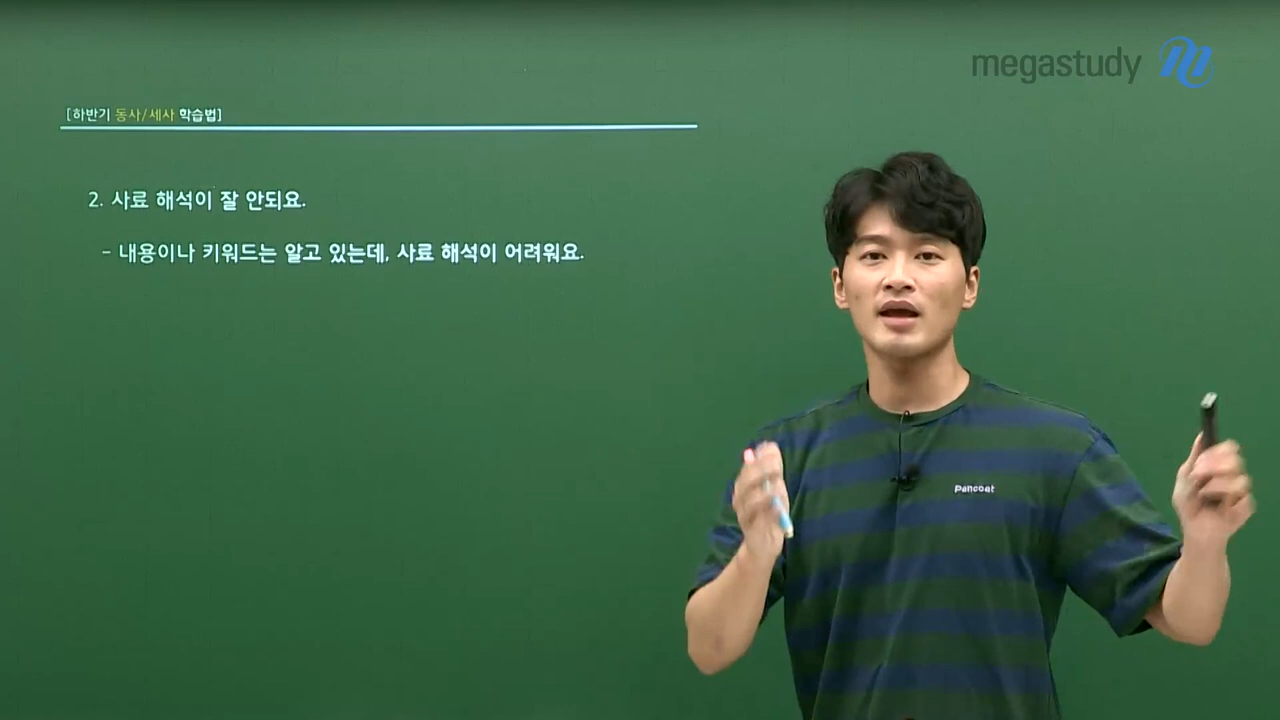 megastudy
[하반기 동사/세사 학습법]
2. 사료 해석이 잘 안되요.
- 내용이나 키워드는 알고 있는데, 사료 해석이 어려워요.
Pancoat